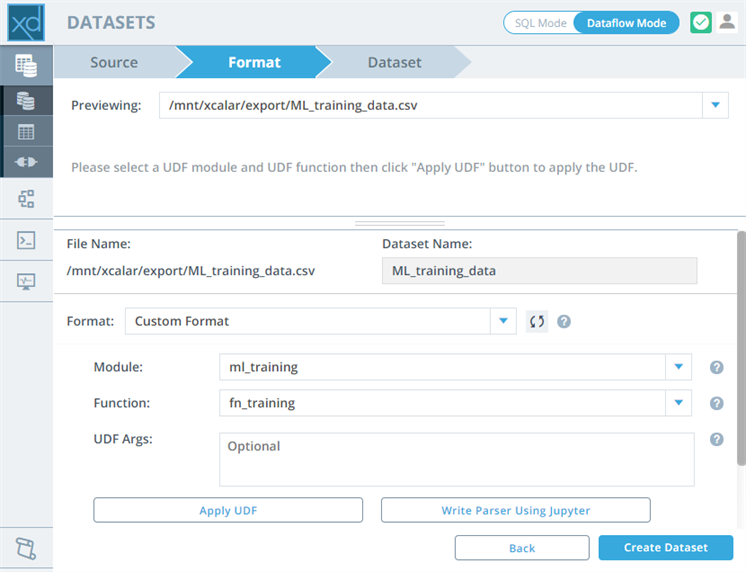 xd DATASETS SQL Mode Dataflow Mode
Source Format Dataset
Previewing: /mnt/xcalar/export/ML_training_data.csv
Please select a UDF module and UDF function then click "Apply UDF" button to apply the UDF.
File Name: Dataset Name:
/mnt/xcalar/export/ML_training_data.csv ML_training_data
Format: Custom Format ?
Module: ml_training ?
Function: fn_training ?
UDF Args: Optional ?
Apply UDF Write Parser Using Jupyter
Back Create Dataset